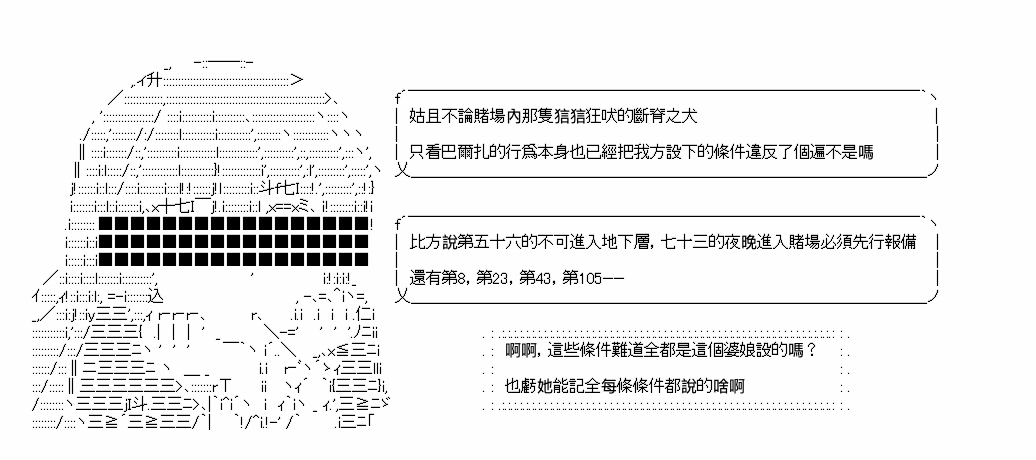 姑且不論賭場內那隻狺狺狂吠的斷脊之犬
只看巴爾扎的行為本身也已經把我方設下的條件違反了個遍不是嗎
比方說第五十六的不可進入地下層，七十三的夜晚進入賭場必須先行報備
還有第8，第23，第43，第105——
啊啊，這些條件難道全都是這個婆娘設的嗎？
也虧她能記全每條條件都說的啥啊